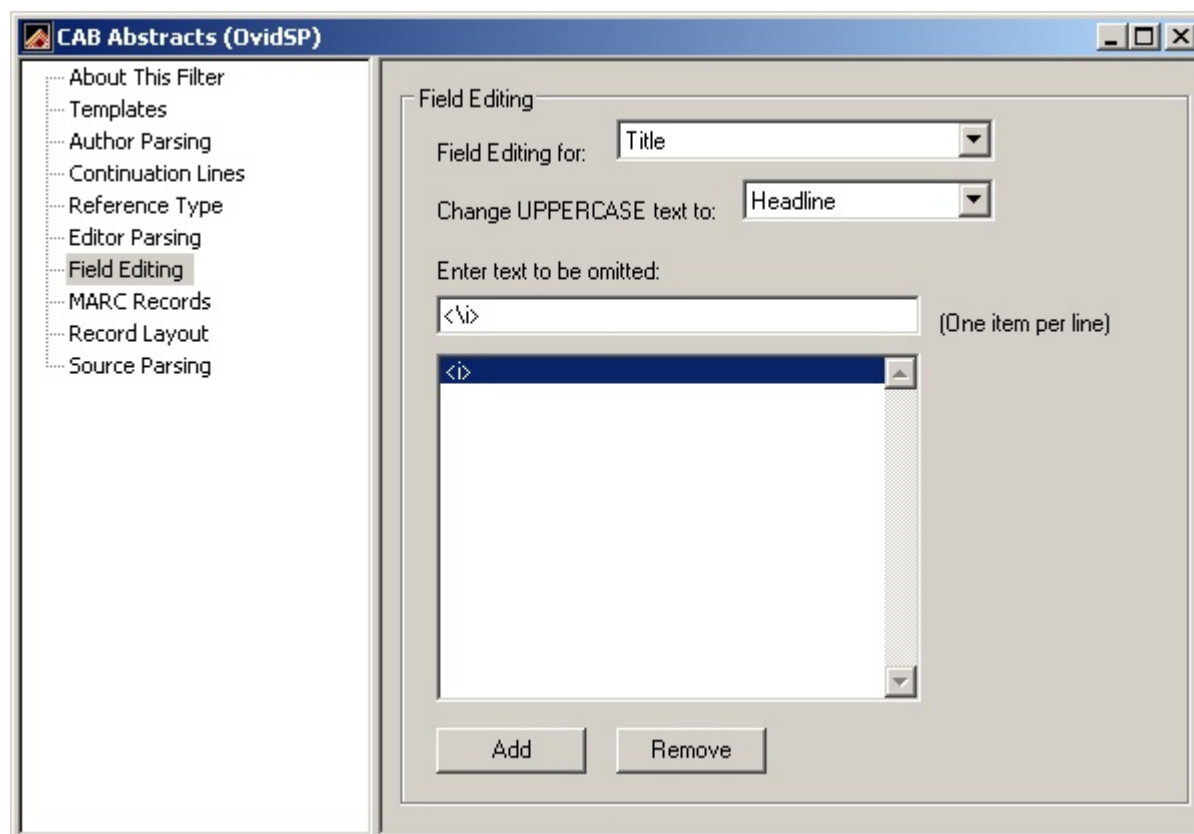 CAB Abstracts (OvidSP)
About This Filter
Templates
Author Parsing
Continuation Lines
Reference Type
Editor Parsing
Field Editing
MARC Records
Record Layout
Source Parsing
Field Editing
Field Editing for: Title
Change UPPERCASE text to: Headline
Enter text to be omitted:
<\i> (One item per line)
<i>
Add Remove